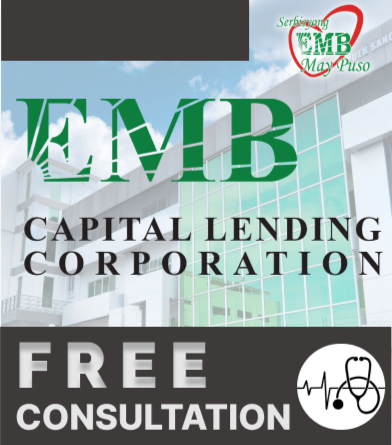 Serbisyong
EMB
May Puso
EMB
CAPITAL LENDING
CORPORATION
FREE
CONSULTATION